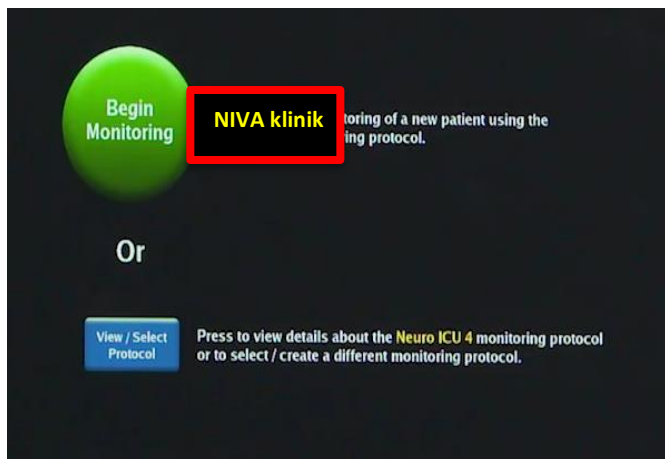 Begin
Monitoring
NIVA klinik
toring of a new patient using the
ing protocol.
Or
View / Select
Protocol
Press to view details about the Neuro ICU 4 monitoring protocol
or to select / create a different monitoring protocol.